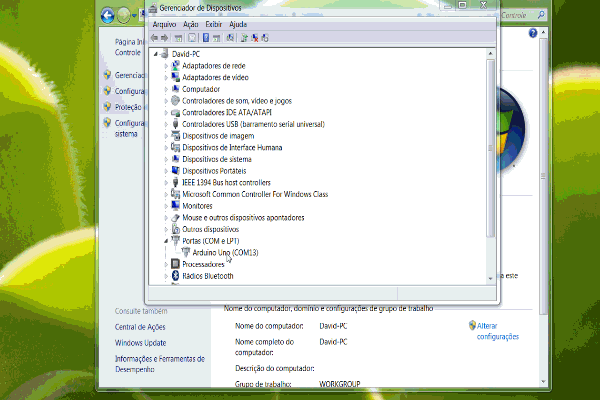 Gerenciador de Dispositivos
Arquivo Ação Exibir Ajuda
David-PC
Adaptadores de rede
Adaptadores de vídeo
Computador
Controladores de som, vídeo e jogos
Controladores IDE ATA/ATAPI
Controladores USB (barramento serial universal)
Dispositivos de imagem
Dispositivos de Interface Humana
Dispositivos de sistema
Dispositivos Portáteis
IEEE 1394 Bus host controllers
Microsoft Common Controller For Windows Class
Monitores
Mouse e outros dispositivos apontadores
Outros dispositivos
Portas (COM e LPT)
Arduino Uno (COM13)
Processadores
Rádios Bluetooth
Controle
Página Ini
Controle
Gerenciad
Configura
Proteção d
Configura
sistema
a este
Consulte também
Central de Ações
Windows Update
Informações e Ferramentas de
Desempenho
Nome do computador, domínio e configurações de grupo de trabalho
Nome do computador: David-PC
Nome completo do David-PC
computador:
Descrição do computador:
Grupo de trabalho: WORKGROUP
Alterar
configurações